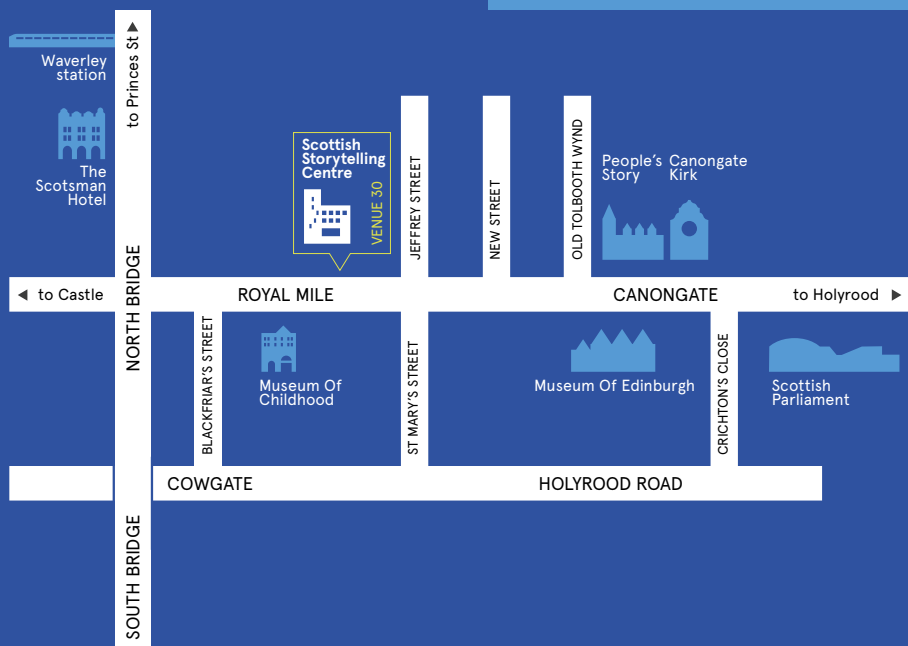 to Princes St
Waverley
station
The
Scotsman
Hotel
Scottish
Storytelling
Centre
VENUE 30
JEFFREY STREET
NEW STREET
OLD TOLBOOTH WYND
People's
Story
Canongate
Kirk
NORTH BRIDGE
◀ to Castle
ROYAL MILE
CANONGATE
to Holyrood ▶
BLACKFRIAR'S STREET
Museum Of
Childhood
ST MARY'S STREET
Museum Of Edinburgh
CRICHTON'S CLOSE
Scottish
Parliament
COWGATE
HOLYROOD ROAD
SOUTH BRIDGE